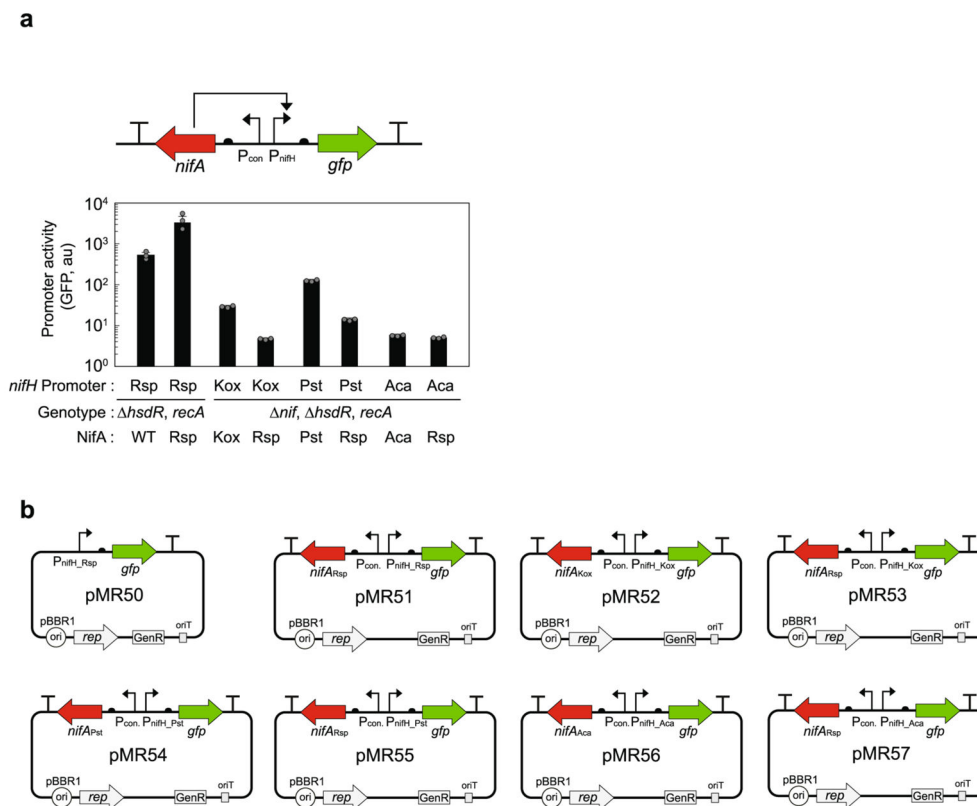 a
nifA
Pcon PnifH
gfp
Promoter activity
(GFP, au)
10⁴
10³
10²
10¹
10⁰
nifH Promoter : Rsp Rsp Kox Kox Pst Pst Aca Aca
Genotype : ΔhsdR, recA Δnif, ΔhsdR, recA
NifA : WT Rsp Kox Rsp Pst Rsp Aca Rsp
b
PnifH_Rsp gfp
pMR50
pBBR1
ori rep GenR oriT
nifARsp Pcon. PnifH_Rsp gfp
pMR51
pBBR1
ori rep GenR oriT
nifAKox Pcon. PnifH_Kox gfp
pMR52
pBBR1
ori rep GenR oriT
nifARsp Pcon. PnifH_Kox gfp
pMR53
pBBR1
ori rep GenR oriT
nifAPst Pcon. PnifH_Pst gfp
pMR54
pBBR1
ori rep GenR oriT
nifARsp Pcon. PnifH_Pst gfp
pMR55
pBBR1
ori rep GenR oriT
nifAAca Pcon. PnifH_Aca gfp
pMR56
pBBR1
ori rep GenR oriT
nifARsp Pcon. PnifH_Aca gfp
pMR57
pBBR1
ori rep GenR oriT